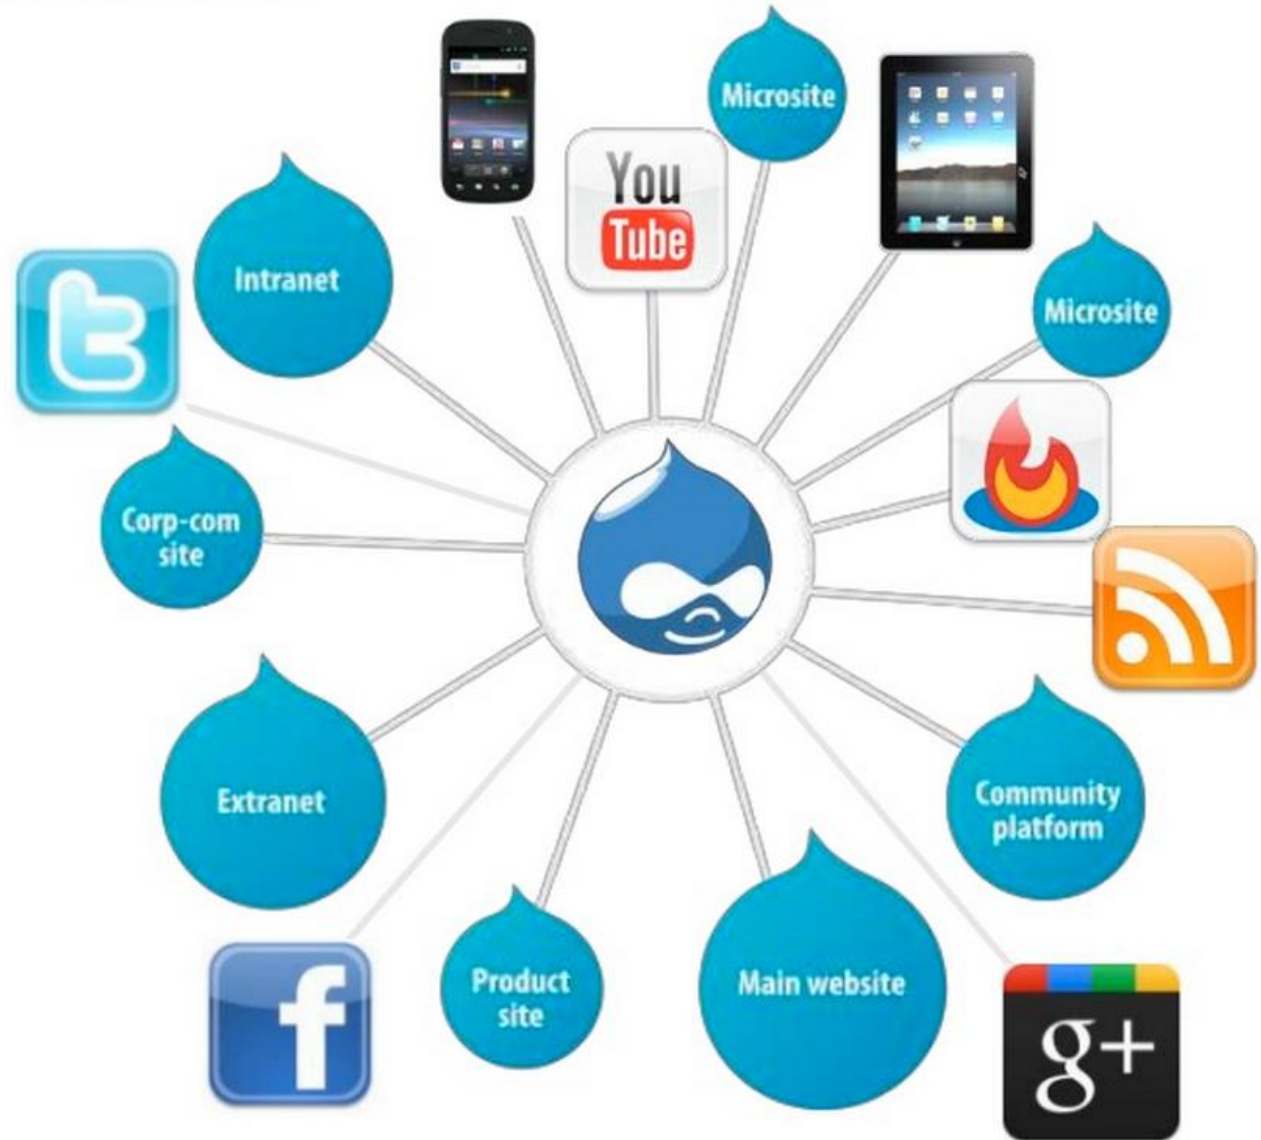 Microsite
You
Tube
Intranet
Microsite
t
Corp-com
site
Extranet
Community
platform
Product
site
Main website
f
g+